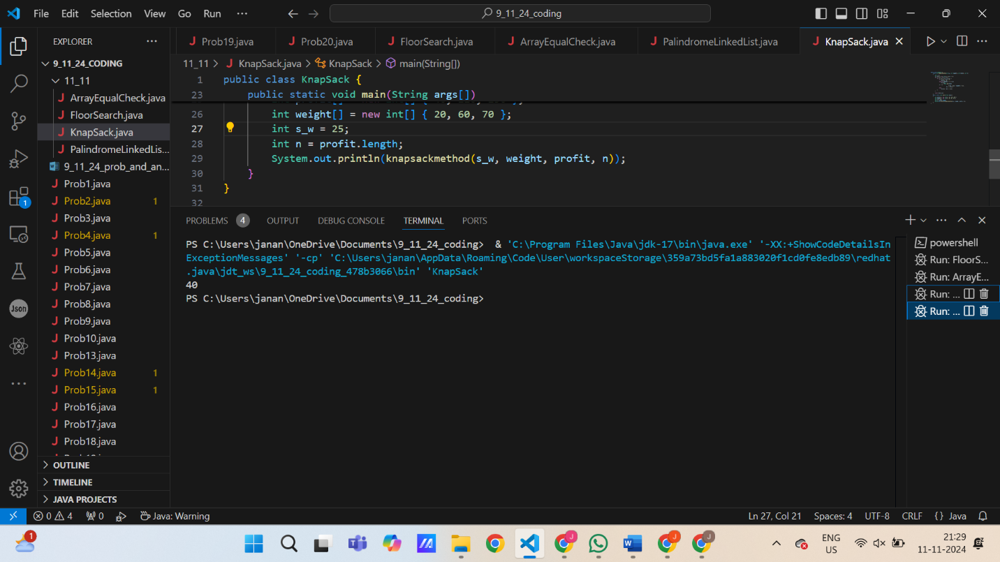 File Edit Selection View Go Run ··· 9_11_24_coding
EXPLORER ···
9_11_24_CODING
11_11
ArrayEqualCheck.java
FloorSearch.java
KnapSack.java
PalindromeLinkedLis...
9_11_24_prob_and_an...
Prob1.java
Prob2.java 1
Prob3.java
Prob4.java 1
Prob5.java
Prob6.java
Prob7.java
Prob8.java
Prob9.java
Prob10.java
Prob13.java
Prob14.java 1
Prob15.java 1
Prob16.java
Prob17.java
Prob18.java
OUTLINE
TIMELINE
JAVA PROJECTS
1
Json
Prob19.java Prob20.java FloorSearch.java ArrayEqualCheck.java PalindromeLinkedList.java KnapSack.java
11_11 > KnapSack.java > KnapSack > main(String[])
1 public class KnapSack {
23 public static void main(String args[])
26 int weight[] = new int[] { 20, 60, 70 };
27 int s_w = 25;
28 int n = profit.length;
29 System.out.println(knapsackmethod(s_w, weight, profit, n));
30 }
31 }
32
PROBLEMS 4 OUTPUT DEBUG CONSOLE TERMINAL PORTS
PS C:\Users\janan\OneDrive\Documents\9_11_24_coding> & 'C:\Program Files\Java\jdk-17\bin\java.exe' '-XX:+ShowCodeDetailsIn
ExceptionMessages' '-cp' 'C:\Users\janan\AppData\Roaming\Code\User\workspaceStorage\359a73bd5fa1a883020f1cd0fe8edb89\redhat
.java\jdt_ws\9_11_24_coding_478b3066\bin' 'KnapSack'
40
PS C:\Users\janan\OneDrive\Documents\9_11_24_coding>
powershell
Run: FloorS...
Run: ArrayE...
Run: ...
Run: ...
0 4 0 Java: Warning Ln 27, Col 21 Spaces: 4 UTF-8 CRLF {} Java
1 J J J ENG 21:29
US 11-11-2024